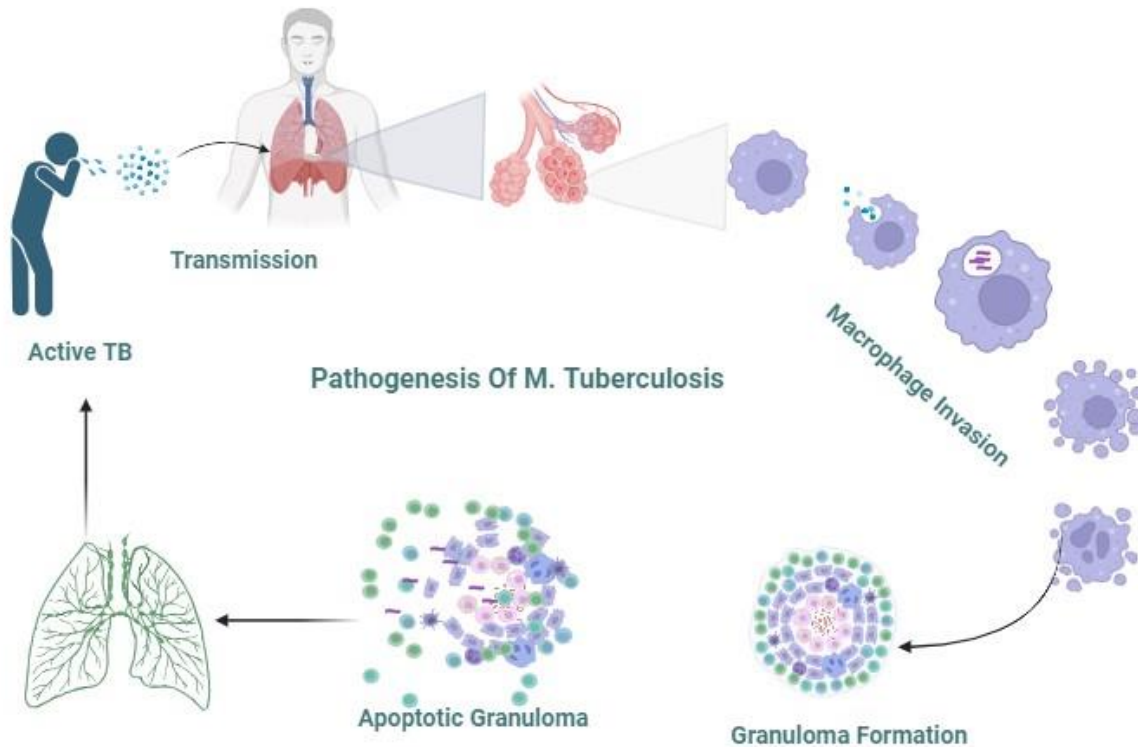 Transmission
Active TB
Pathogenesis Of M. Tuberculosis
Macrophage Invasion
Apoptotic Granuloma
Granuloma Formation